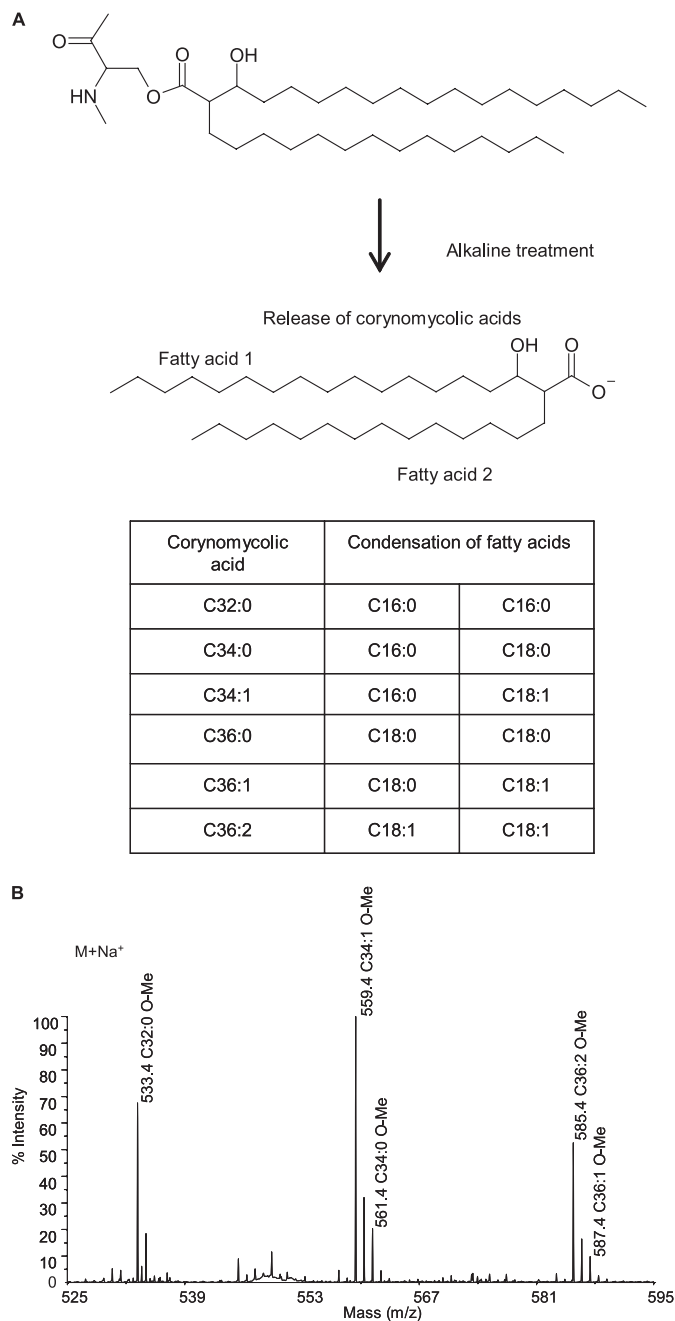 A
O
O
OH
HN
O
Alkaline treatment
Release of corynomycolic acids
OH
O
Fatty acid 1
O−
Fatty acid 2
Corynomycolic acid
Condensation of fatty acids
C32:0 C16:0 C16:0
C34:0 C16:0 C18:0
C34:1 C16:0 C18:1
C36:0 C18:0 C18:0
C36:1 C18:0 C18:1
C36:2 C18:1 C18:1
B
M+Na+
533.4 C32:0 O-Me
559.4 C34:1 O-Me
561.4 C34:0 O-Me
585.4 C36:2 O-Me
587.4 C36:1 O-Me
% Intensity
100
90
80
70
60
50
40
30
20
10
0
525 539 553 567 581 595
Mass (m/z)